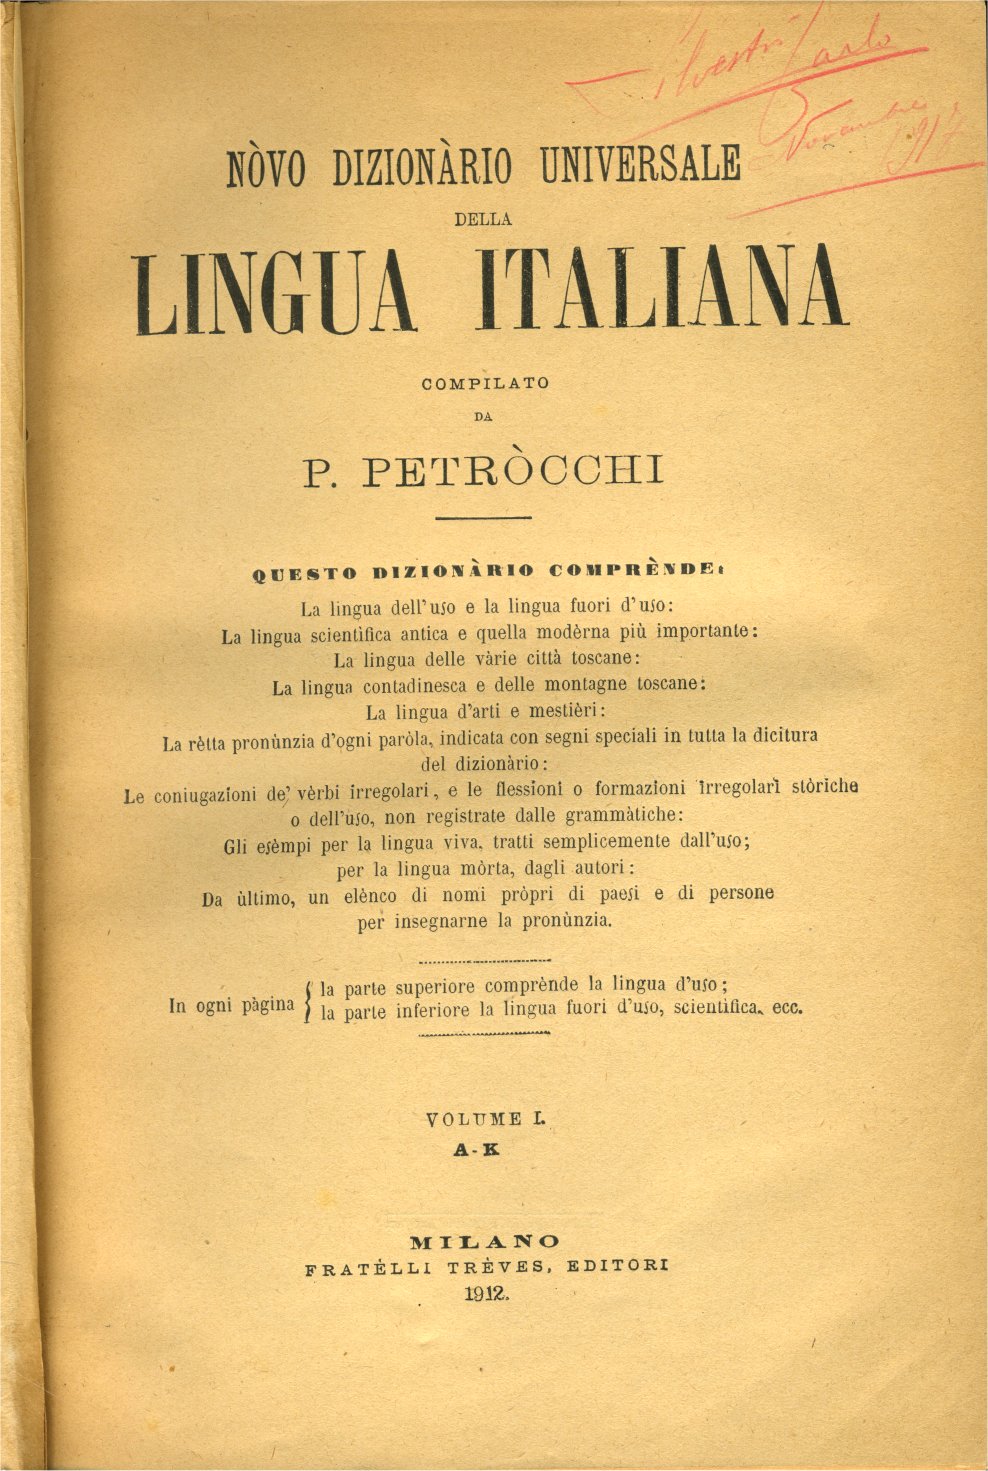 Silvestri Carlo
Novembre 1917
NÒVO DIZIONÀRIO UNIVERSALE
DELLA
LINGUA ITALIANA
COMPILATO
DA
P. PETRÒCCHI
QUESTO DIZIONÀRIO COMPRÈNDE:
La lingua dell'uſo e la lingua fuori d'uſo:
La lingua scientìfica antica e quella modèrna più importante:
La lingua delle vàrie città toscane:
La lingua contadinesca e delle montagne toscane:
La lingua d'arti e mestièri:
La rètta pronùnzia d'ogni paròla, indicata con segni speciali in tutta la dicitura
del dizionàrio:
Le coniugazioni de' vèrbi irregolari, e le flessioni o formazioni irregolari stòriche
o dell'uſo, non registrate dalle grammàtiche:
Gli eſèmpi per la lingua viva, tratti semplicemente dall'uſo;
per la lingua mòrta, dagli autori:
Da ùltimo, un elènco di nomi pròpri di paeſi e di persone
per insegnarne la pronùnzia.
In ogni pàgina { la parte superiore comprènde la lingua d'uſo;
la parte inferiore la lingua fuori d'uſo, scientìfica, ecc.
VOLUME I.
A-K
MILANO
FRATÈLLI TRÈVES, EDITORI
1912.